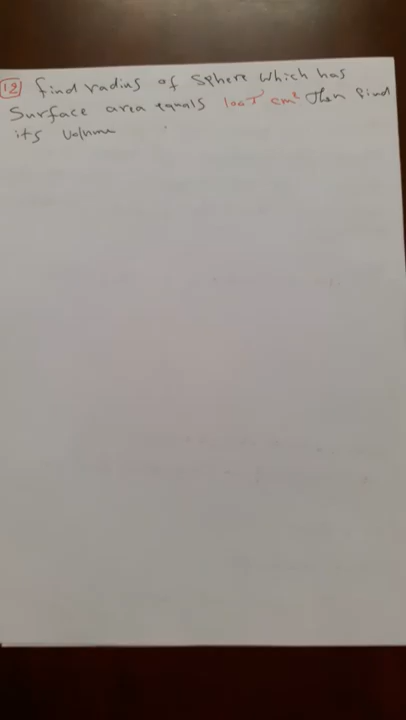 12 find radius of sphere which has
Surface area equals 100π cm² Then find
its volume